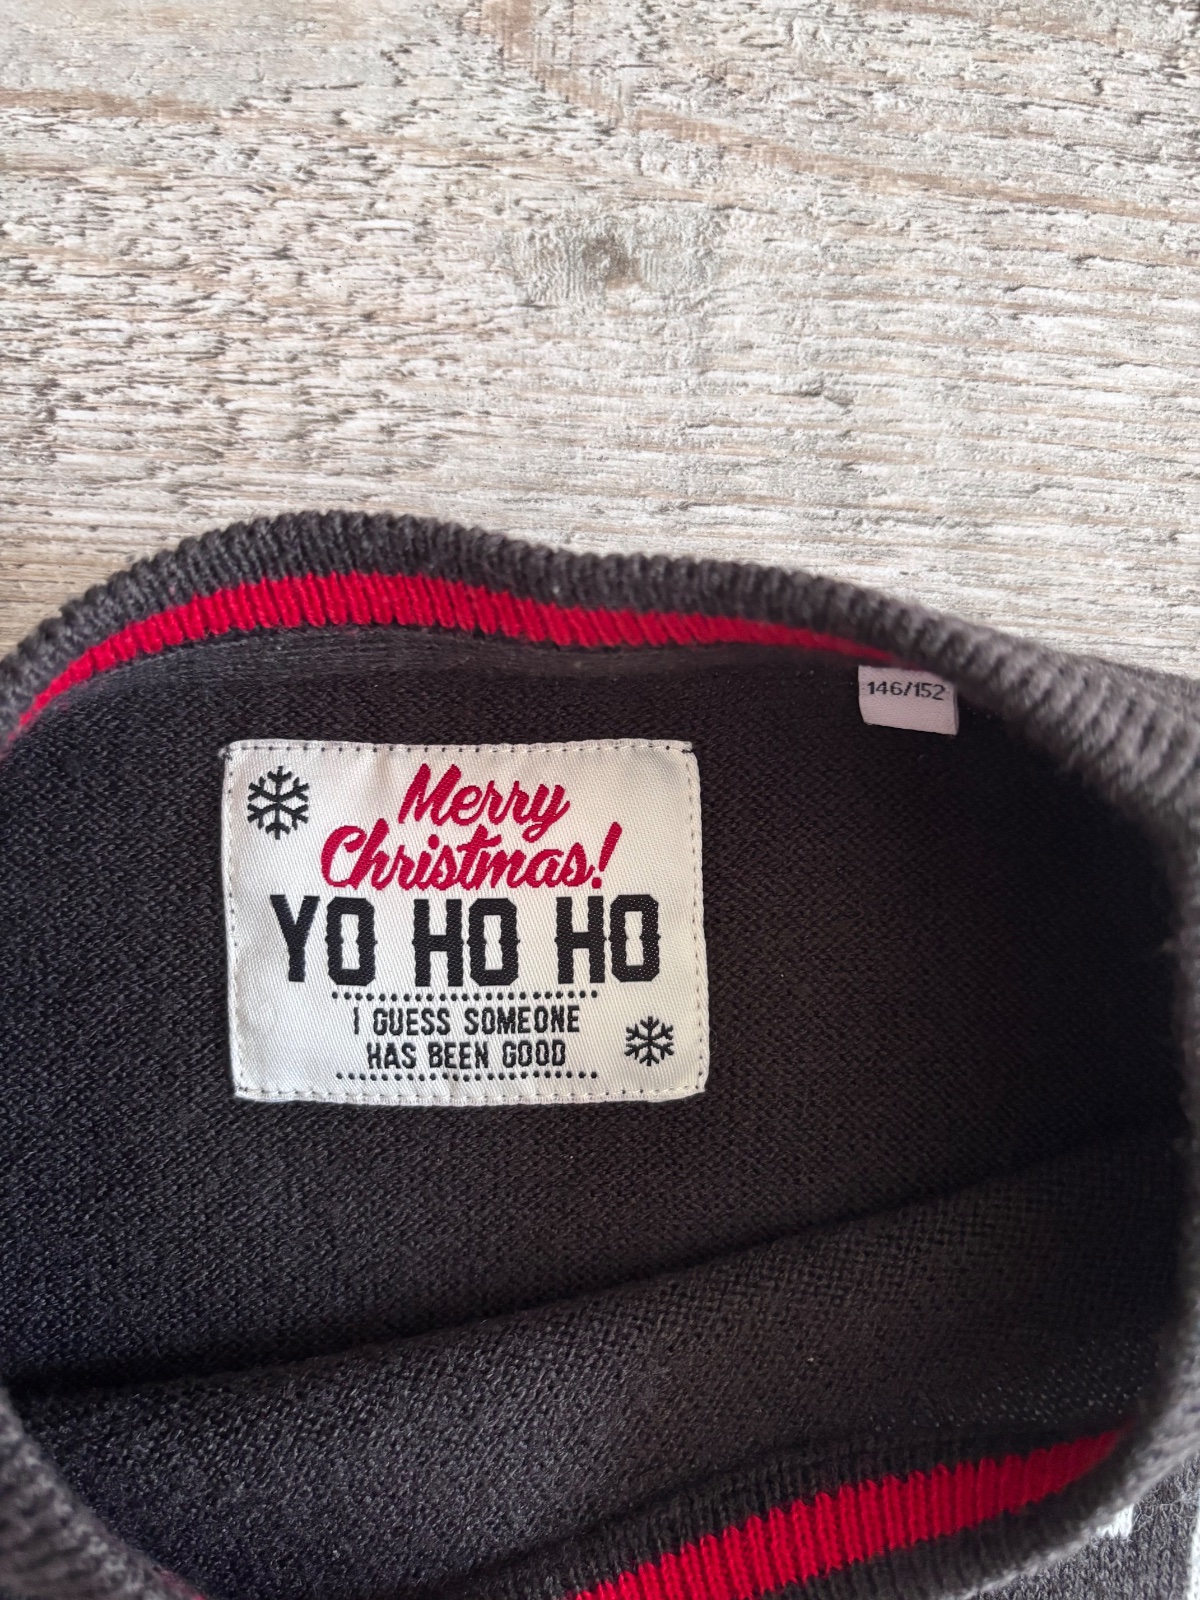 146/152
Merry
Christmas!
YO HO HO
I GUESS SOMEONE
HAS BEEN GOOD